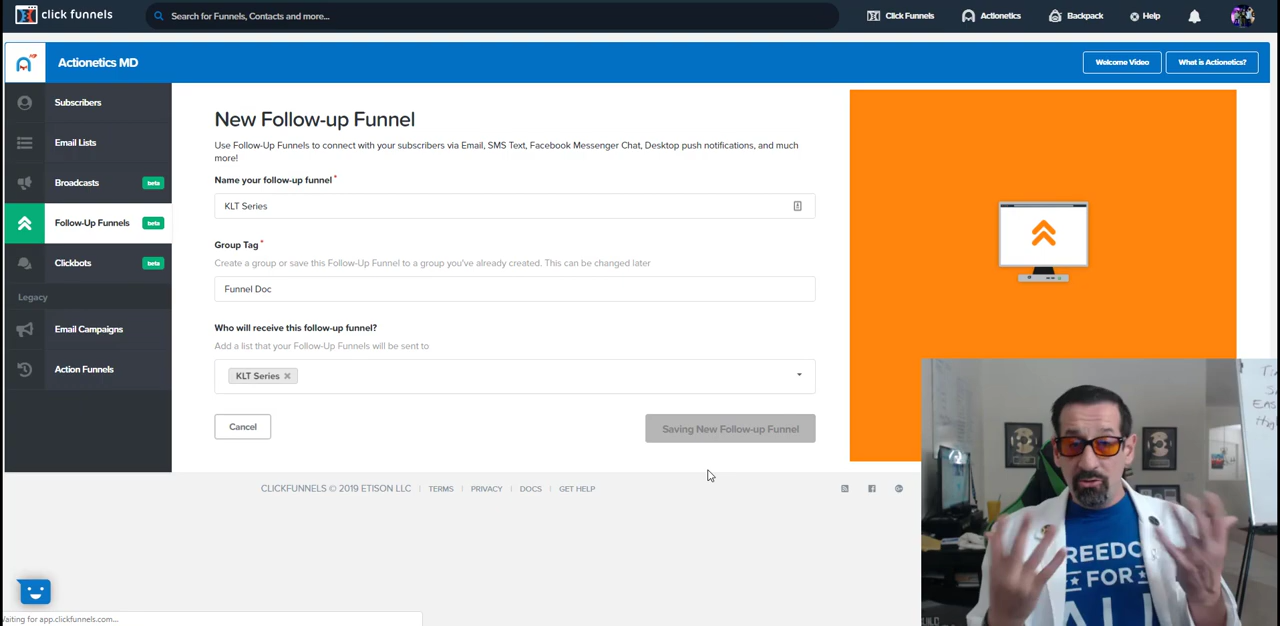 click funnels
Search for Funnels, Contacts and more...
Click Funnels
Actionetics
Backpack
Help
Actionetics MD
Welcome Video
What is Actionetics?
Subscribers
Email Lists
Broadcasts beta
Follow-Up Funnels beta
Clickbots beta
Legacy
Email Campaigns
Action Funnels
New Follow-up Funnel
Use Follow-Up Funnels to connect with your subscribers via Email, SMS Text, Facebook Messenger Chat, Desktop push notifications, and much
more!
Name your follow-up funnel*
KLT Series
Group Tag*
Create a group or save this Follow-Up Funnel to a group you've already created. This can be changed later
Funnel Doc
Who will receive this follow-up funnel?
Add a list that your Follow-Up Funnels will be sent to
KLT Series ×
Cancel
Saving New Follow-up Funnel
CLICKFUNNELS © 2019 ETISON LLC | TERMS | PRIVACY | DOCS | GET HELP
Waiting for app.clickfunnels.com...
FREEDO
FOR
ALL